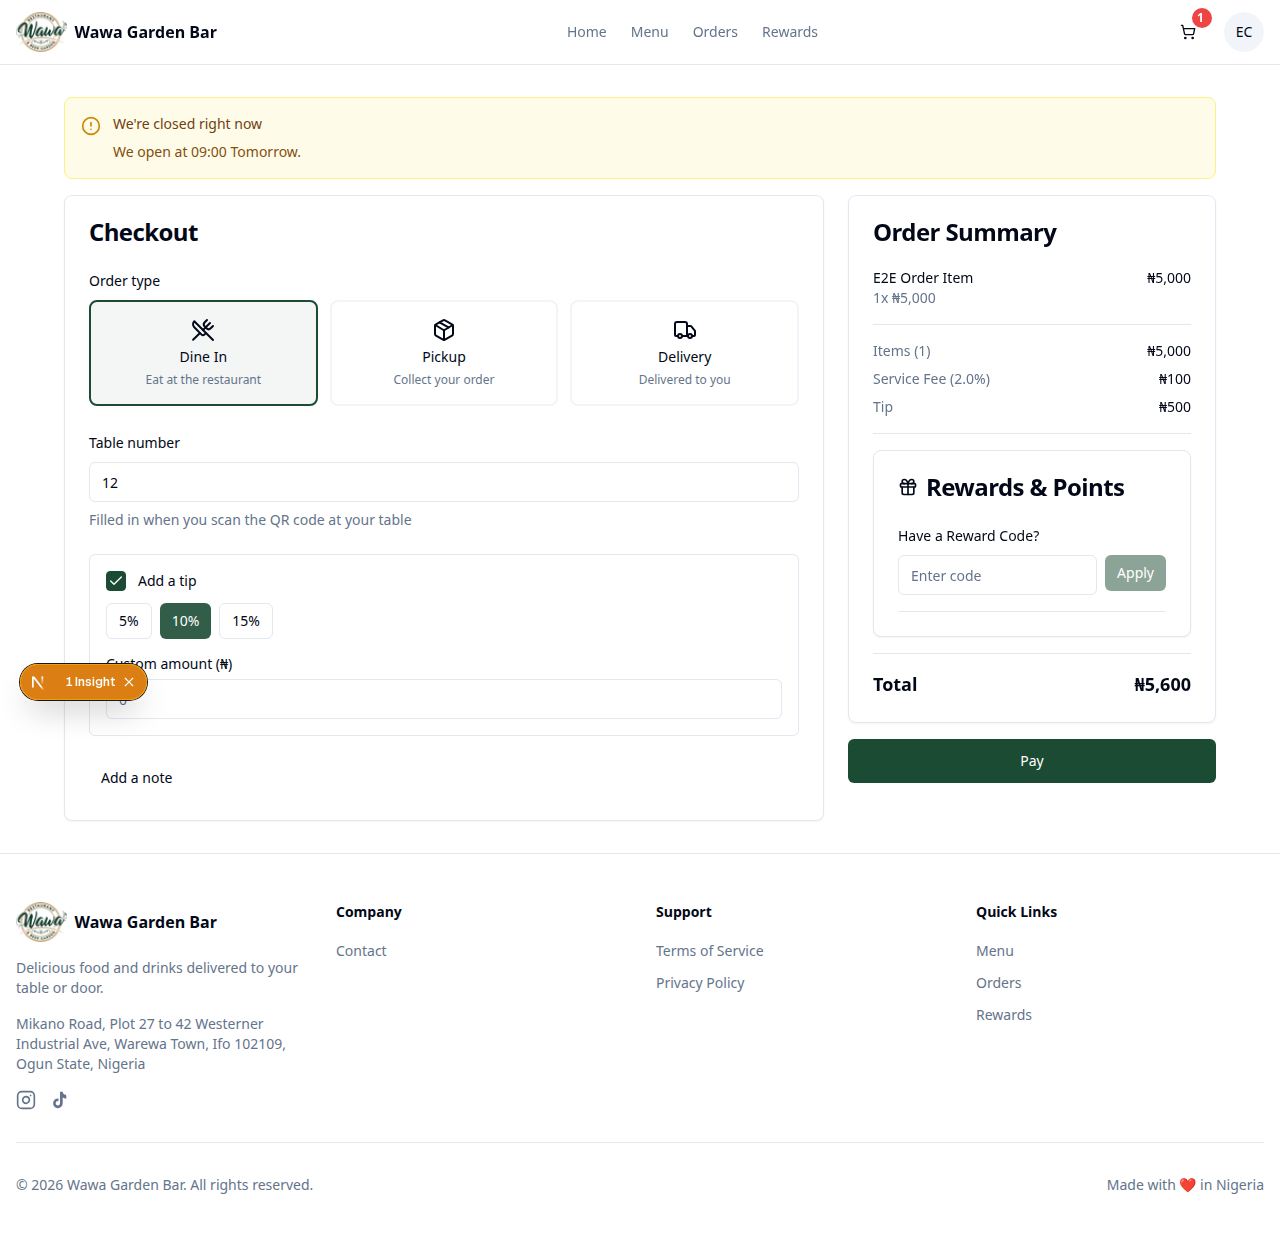 Wawa Garden Bar
Home
Menu
Orders
Rewards
1
EC
We're closed right now
We open at 09:00 Tomorrow.
Checkout
Order type
Dine In
Eat at the restaurant
Pickup
Collect your order
Delivery
Delivered to you
Table number
12
Filled in when you scan the QR code at your table
Add a tip
5%
10%
15%
Custom amount (₦)
1 Insight
Add a note
Order Summary
E2E Order Item ₦5,000
1x ₦5,000
Items (1) ₦5,000
Service Fee (2.0%) ₦100
Tip ₦500
Rewards & Points
Have a Reward Code?
Enter code
Apply
Total ₦5,600
Pay
Wawa
Wawa Garden Bar
Delicious food and drinks delivered to your
table or door.
Mikano Road, Plot 27 to 42 Westerner
Industrial Ave, Warewa Town, Ifo 102109,
Ogun State, Nigeria
Company
Contact
Support
Terms of Service
Privacy Policy
Quick Links
Menu
Orders
Rewards
© 2026 Wawa Garden Bar. All rights reserved.
Made with ❤️ in Nigeria